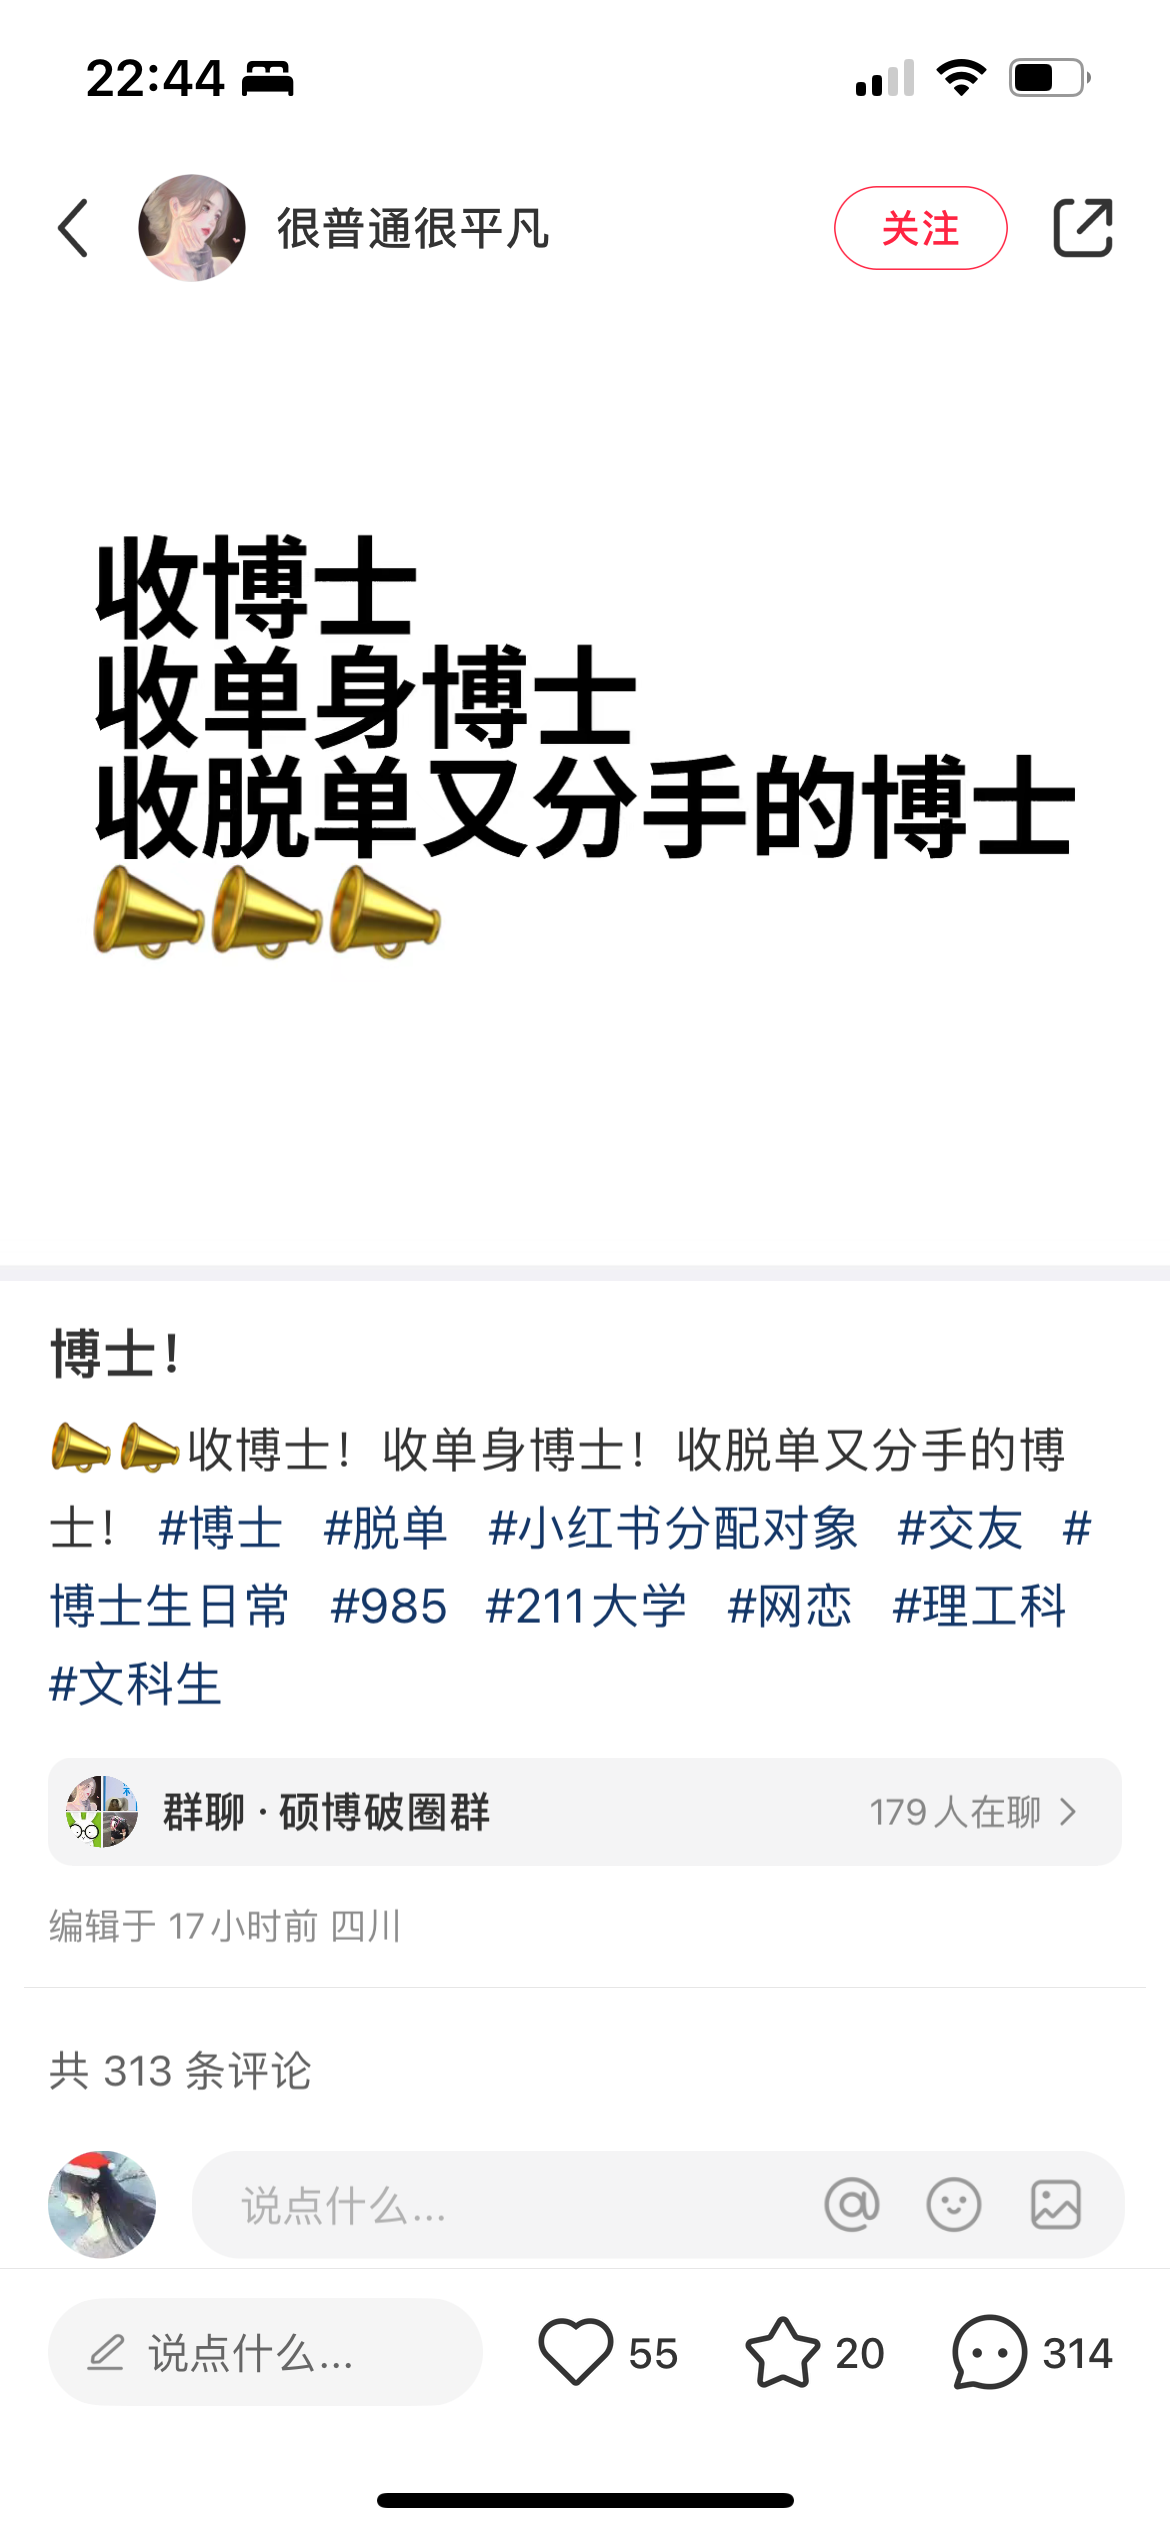 22:44
很普通很平凡
关注
收博士
收单身博士
收脱单又分手的博士
博士！
收博士！收单身博士！收脱单又分手的博
士！ #博士 #脱单 #小红书分配对象 #交友 #
博士生日常 #985 #211大学 #网恋 #理工科
#文科生
群聊 · 硕博破圈群
179人在聊
编辑于 17小时前 四川
共 313 条评论
说点什么...
说点什么...
55
20
314